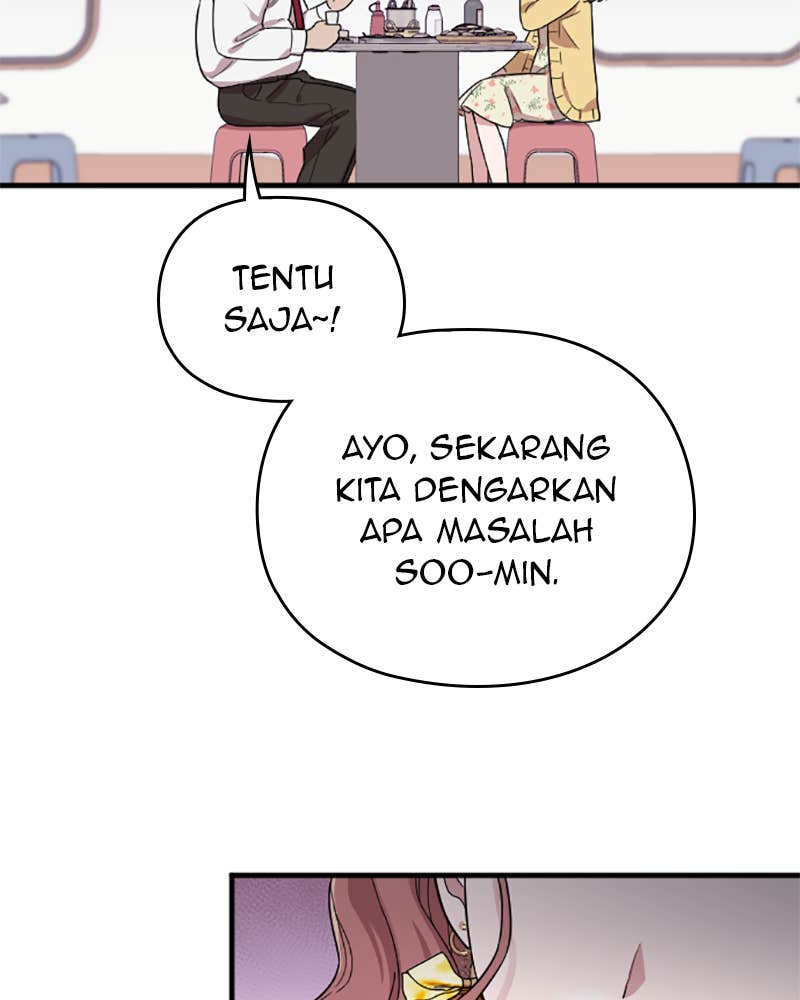 TENTU
SAJA~!
AYO, SEKARANG
KITA DENGARKAN
APA MASALAH
SOO-MIN.